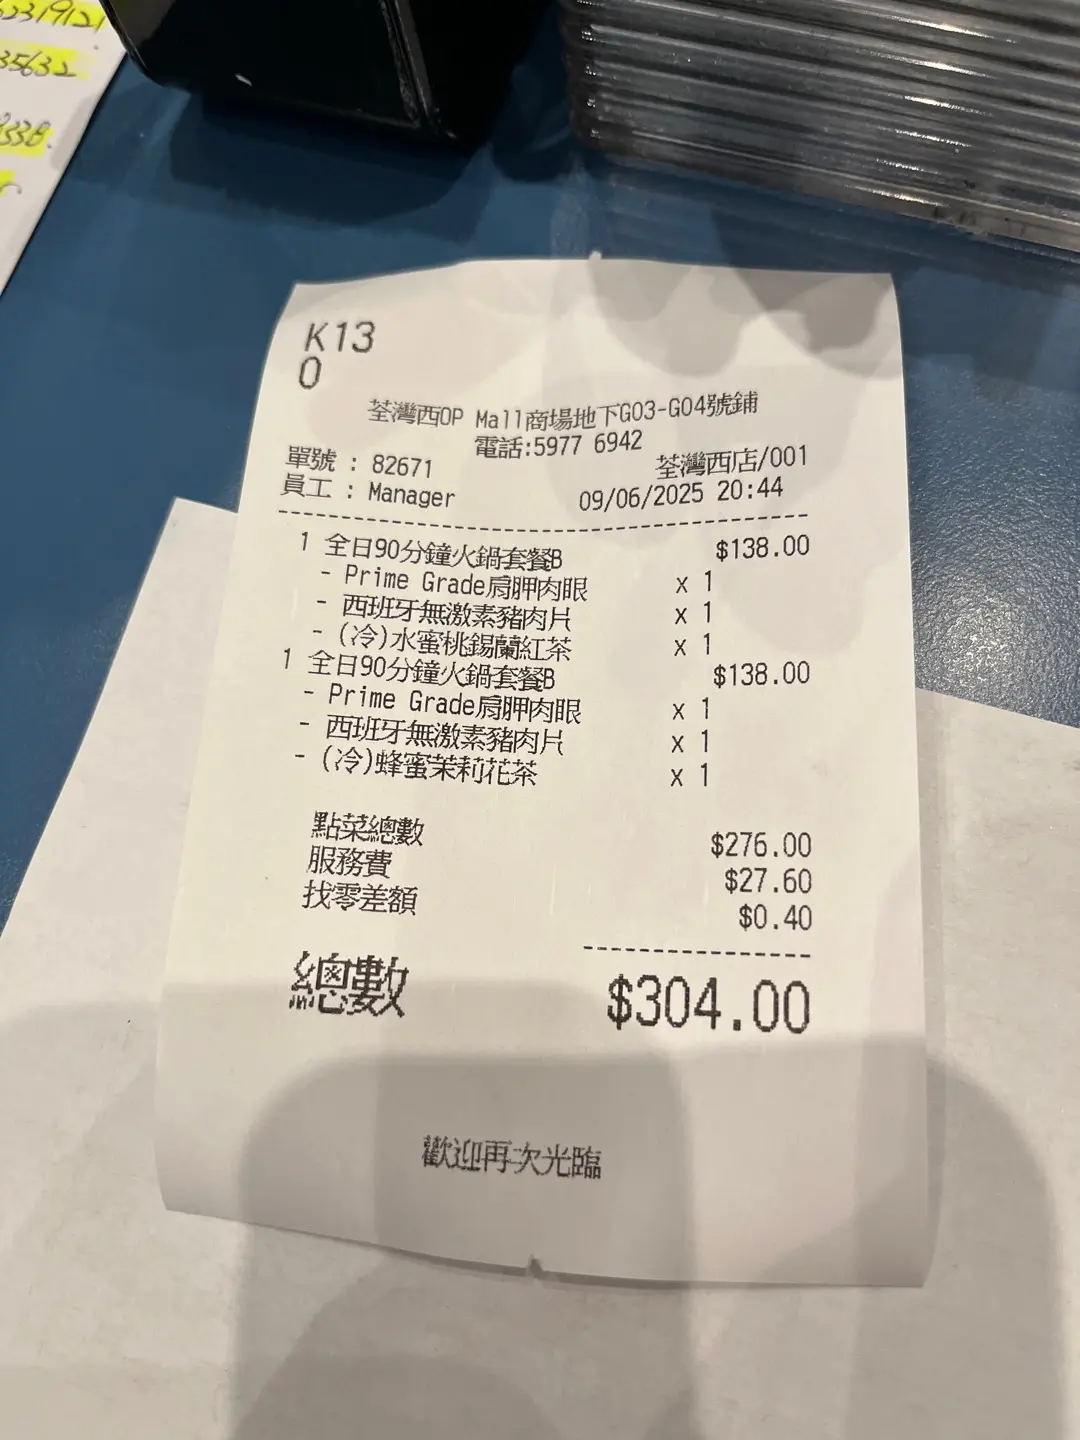 35632
K13
0
荃灣西OP Mall商場地下G03-G04號鋪
電話:5977 6942
單號 : 82671
荃灣西店/001
員工 : Manager
09/06/2025 20:44
1 全日90分鐘火鍋套餐B $138.00
- Prime Grade肩胛肉眼 x 1
- 西班牙無激素豬肉片 x 1
- (冷)水蜜桃錫蘭紅茶 x 1
1 全日90分鐘火鍋套餐B $138.00
- Prime Grade肩胛肉眼 x 1
- 西班牙無激素豬肉片 x 1
- (冷)蜂蜜茉莉花茶 x 1
點菜總數 $276.00
服務費 $27.60
找零差額 $0.40
總數 $304.00
歡迎再次光臨